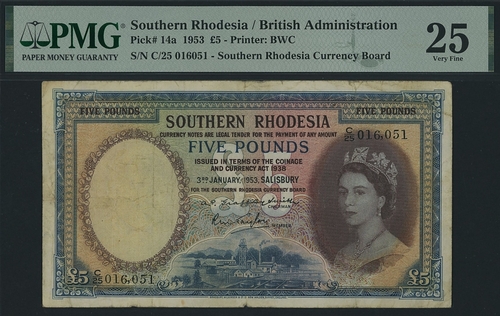 PMG
PAPER MONEY GUARANTY
Southern Rhodesia / British Administration
Pick# 14a 1953 £5 - Printer: BWC
S/N C/25 016051 - Southern Rhodesia Currency Board
25
Very Fine
FIVE POUNDS
FIVE POUNDS
SOUTHERN RHODESIA
CURRENCY NOTES ARE LEGAL TENDER FOR THE PAYMENT OF ANY AMOUNT
C/25 016,051
FIVE POUNDS
ISSUED IN TERMS OF THE COINAGE
AND CURRENCY ACT 1938
3RD JANUARY, 1953, SALISBURY
FOR THE SOUTHERN RHODESIA CURRENCY BOARD
CHAIRMAN
MEMBER
C/25 016,051
£5
£5